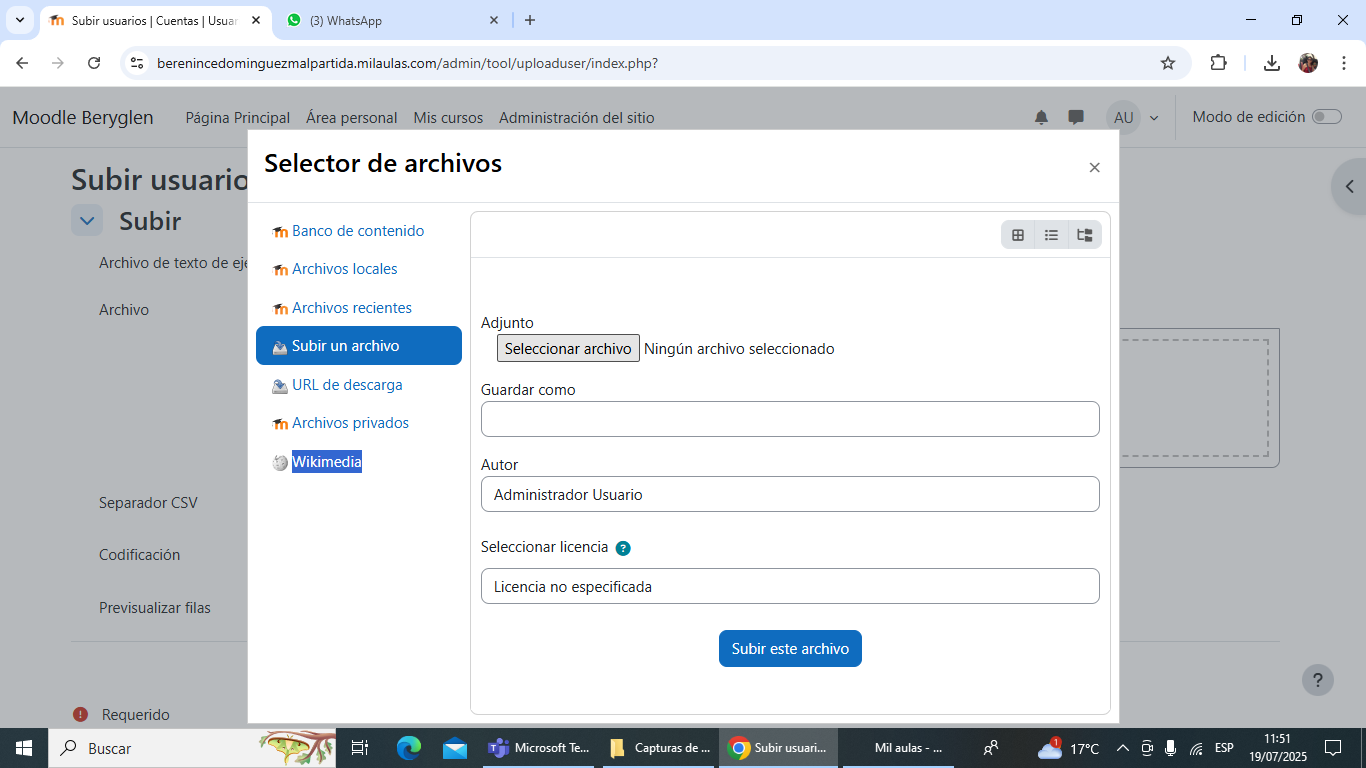 Subir usuarios | Cuentas | Usuar
(3) WhatsApp
berenincedominguezmalpartida.milaulas.com/admin/tool/uploaduser/index.php?
Moodle Beryglen
Página Principal
Área personal
Mis cursos
Administración del sitio
AU
Modo de edición
Subir usuario
Subir
Archivo de texto de eje
Archivo
Separador CSV
Codificación
Previsualizar filas
Requerido
Selector de archivos
Banco de contenido
Archivos locales
Archivos recientes
Subir un archivo
URL de descarga
Archivos privados
Wikimedia
Adjunto
Seleccionar archivo Ningún archivo seleccionado
Guardar como
Autor
Administrador Usuario
Seleccionar licencia ?
Licencia no especificada
Subir este archivo
?
Buscar
Microsoft Te...
Capturas de ...
Subir usuari...
Mil aulas - ...
1
17°C
ESP
11:51
19/07/2025